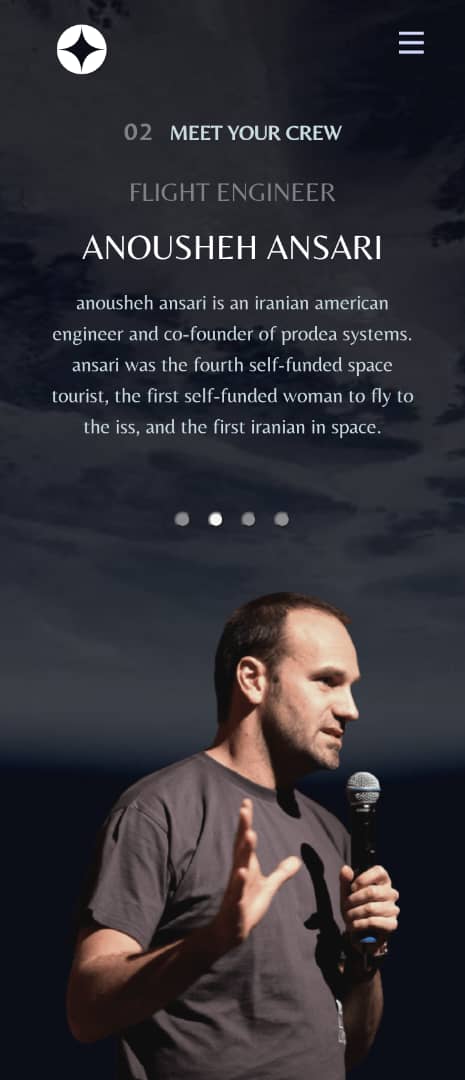 02 MEET YOUR CREW
FLIGHT ENGINEER
ANOUSHEH ANSARI
anousheh ansari is an iranian american
engineer and co-founder of prodea systems.
ansari was the fourth self-funded space
tourist, the first self-funded woman to fly to
the iss, and the first iranian in space.